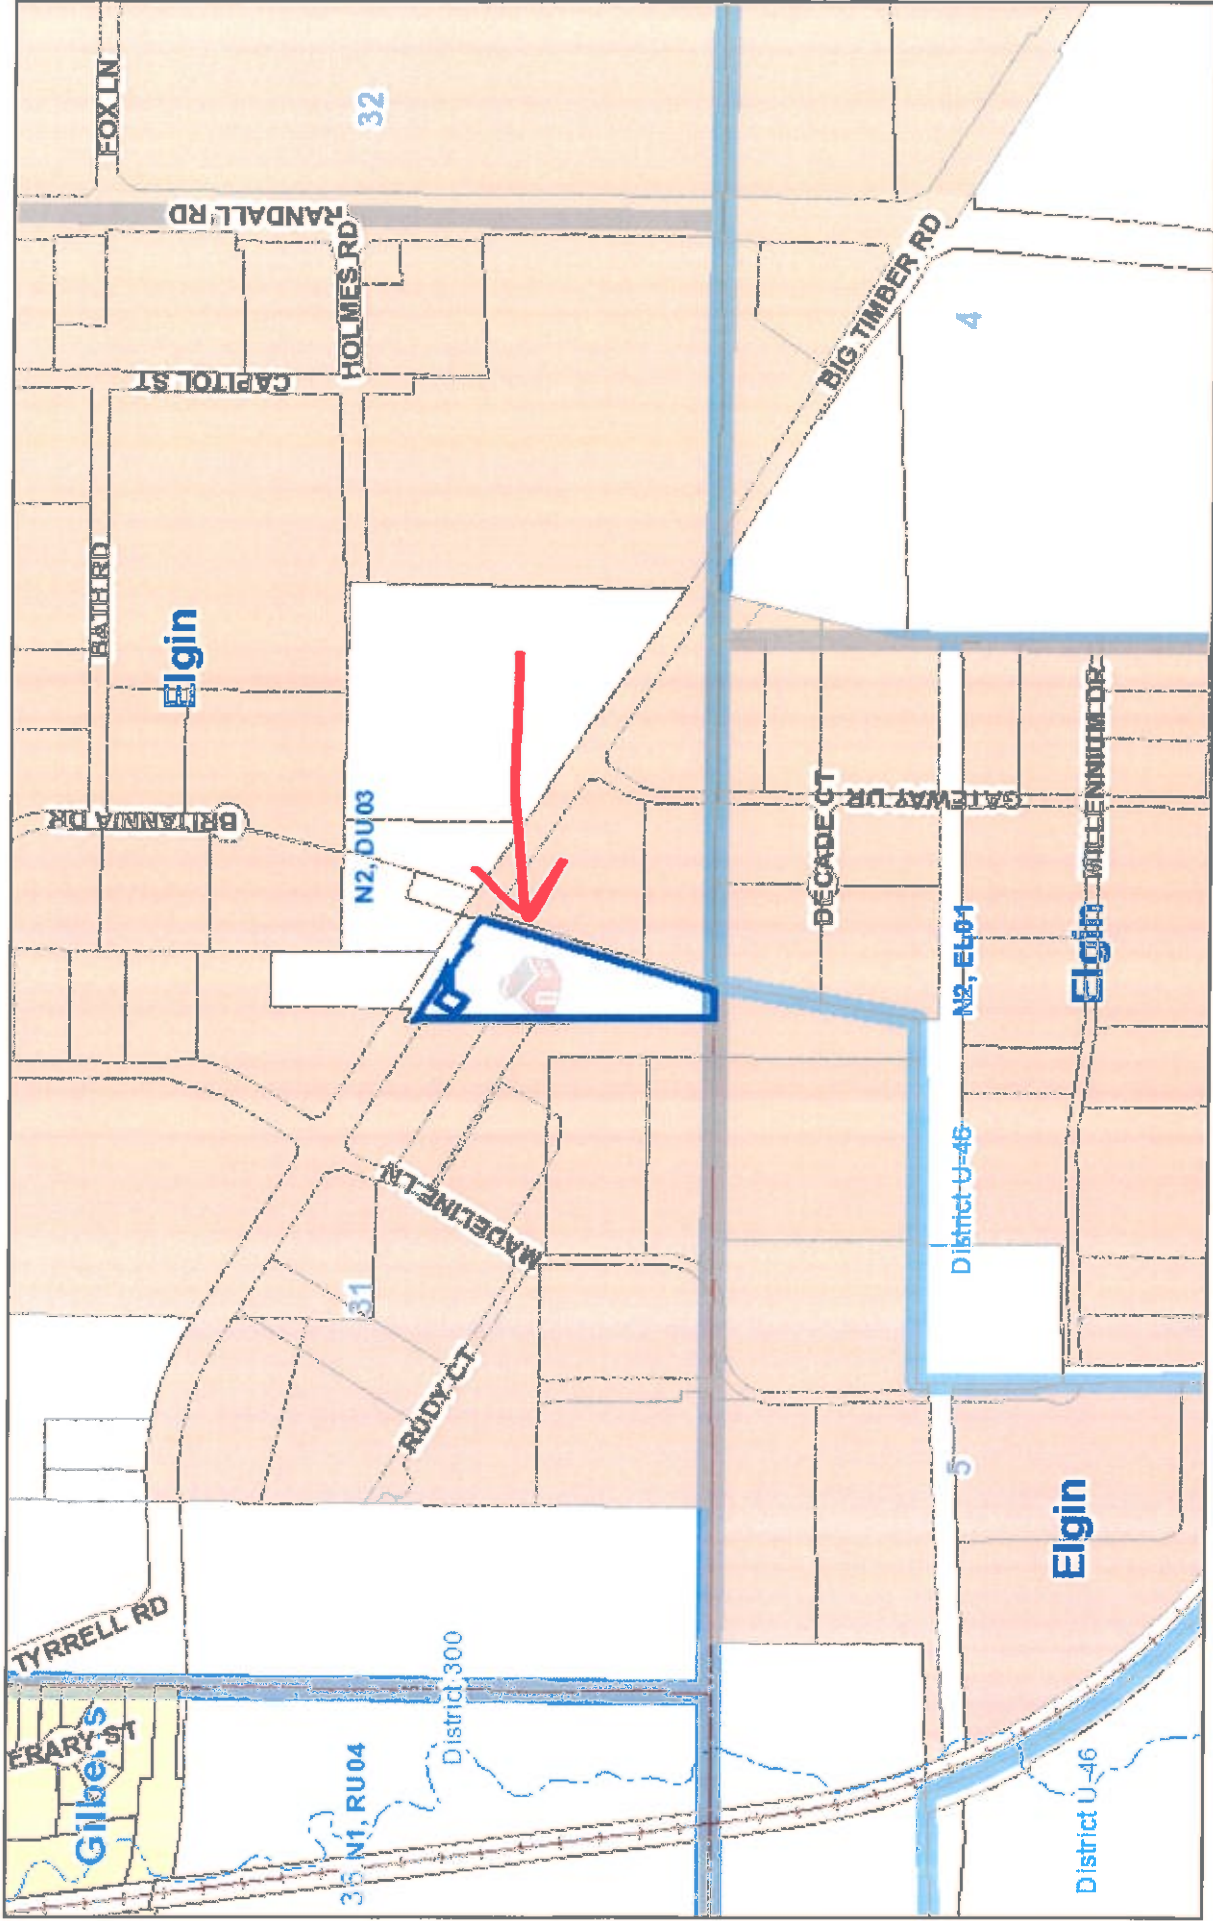 FOX LN
32
RANDALL RD
HOLMES RD
CAPITOL ST
BIG TIMBER RD
4
BATH RD
Elgin
BRITANNIA DR
N2, DU03
DECADE CT
GATEWAY DR
MILLENNIUM DR
N2, EL01
Elgin
District U-46
MADELINE LN
31
RUDY CT
5
Elgin
TYRRELL RD
District 300
Gilberts
ERARY ST
36
N1, RU04
District U-46